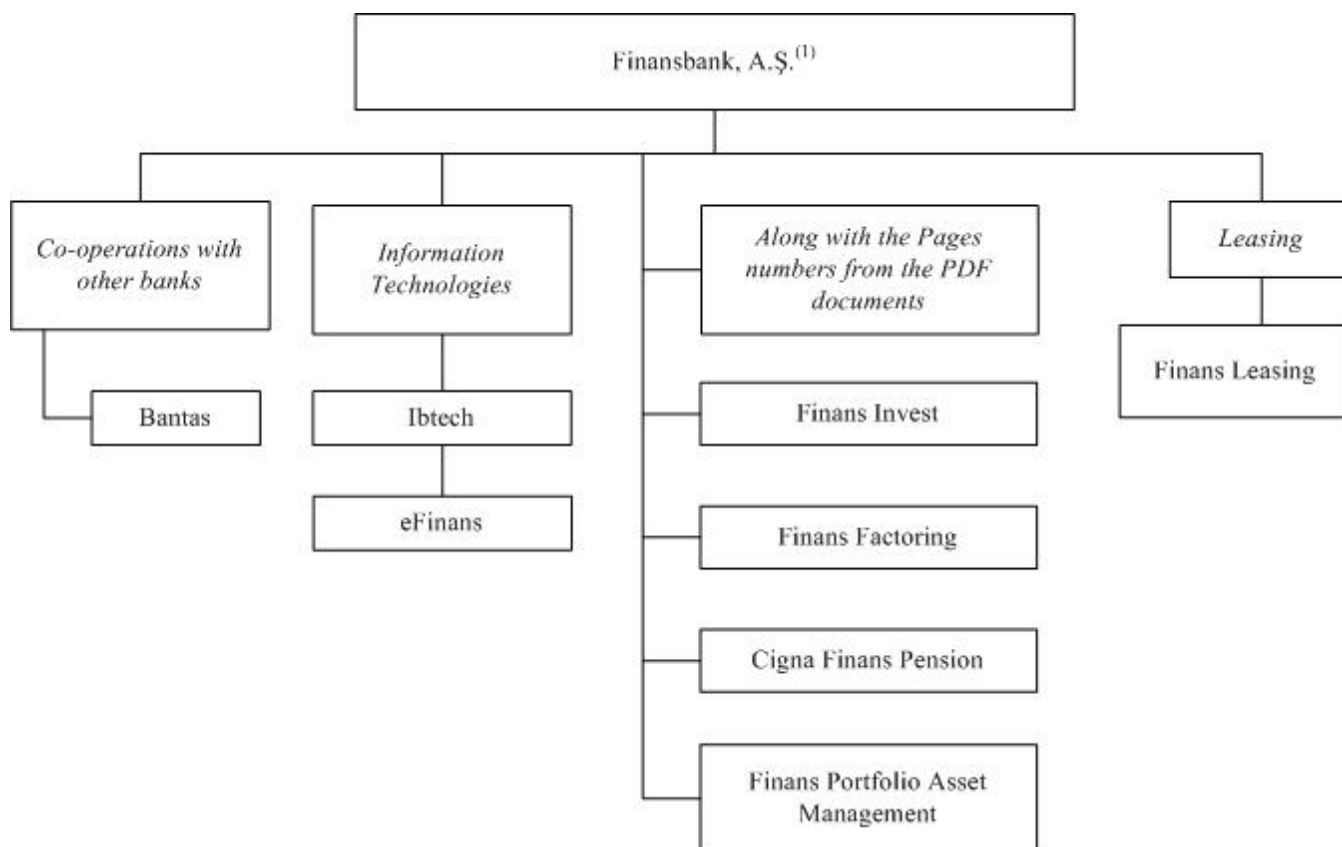 Finansbank, A.Ş.(1)
Co-operations with
other banks
Bantas
Information
Technologies
Ibtech
eFinans
Along with the Pages
numbers from the PDF
documents
Finans Invest
Finans Factoring
Cigna Finans Pension
Finans Portfolio Asset
Management
Leasing
Finans Leasing